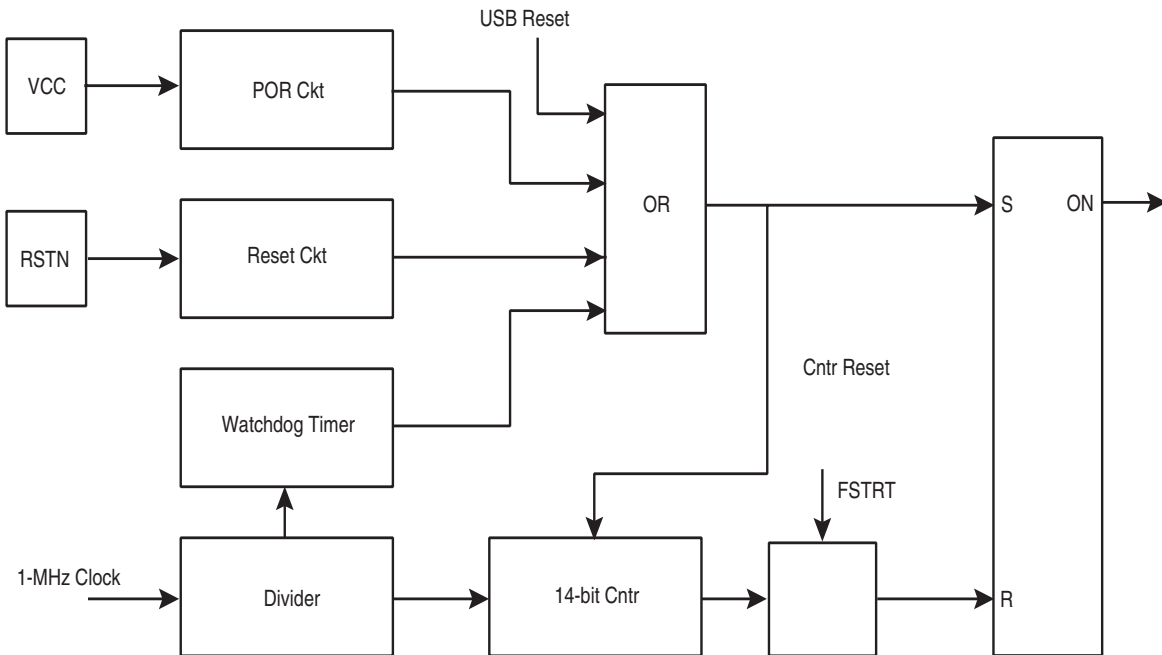 USB Reset
VCC
POR Ckt
OR
S
ON
RSTN
Reset Ckt
Cntr Reset
Watchdog Timer
FSTRT
1-MHz Clock
Divider
14-bit Cntr
R